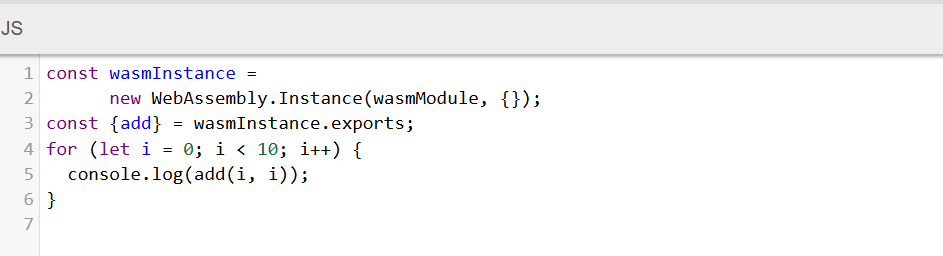 JS
1 const wasmInstance =
2       new WebAssembly.Instance(wasmModule, {});
3 const {add} = wasmInstance.exports;
4 for (let i = 0; i < 10; i++) {
5   console.log(add(i, i));
6 }
7